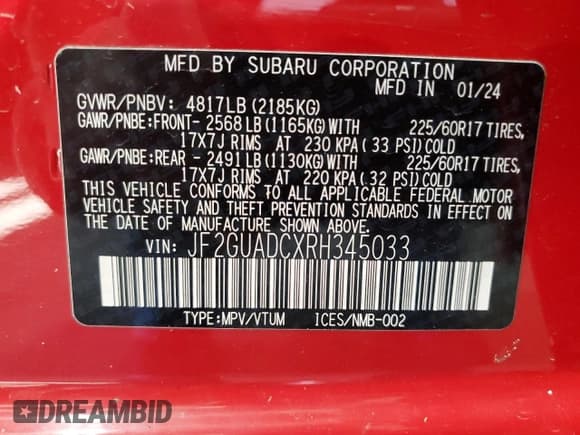 MFD BY SUBARU CORPORATION
MFD IN 01/24
GVWR/PNBV: 4817LB (2185KG)
GAWR/PNBE:FRONT- 2568LB(1165KG)WITH 225/60R17 TIRES,
17X7J RIMS AT 230 KPA( 33 PSI)COLD
GAWR/PNBE:REAR - 2491LB(1130KG)WITH 225/60R17 TIRES,
17X7J RIMS AT 220 KPA( 32 PSI)COLD
THIS VEHICLE CONFORMS TO ALL APPLICABLE FEDERAL MOTOR
VEHICLE SAFETY AND THEFT PREVENTION STANDARDS IN EFFECT ON
THE DATE OF MANUFACTURE SHOWN ABOVE.
VIN: JF2GUADCXRH345033
TYPE:MPV/VTUM ICES/NMB-002
DREAMBID